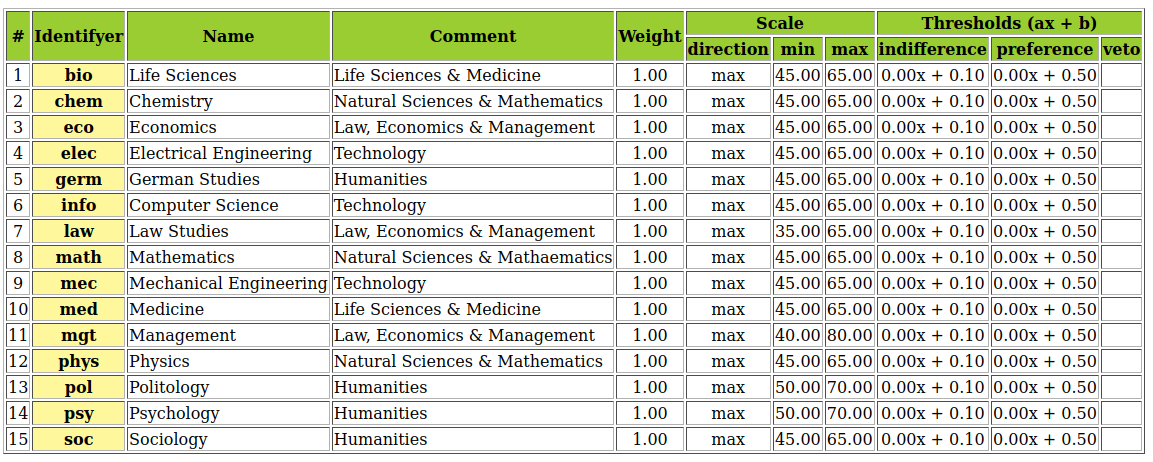 # Identifyer Name Comment Weight Scale Thresholds (ax + b)
direction min max indifference preference veto
1 bio Life Sciences Life Sciences & Medicine 1.00 max 45.00 65.00 0.00x + 0.10 0.00x + 0.50
2 chem Chemistry Natural Sciences & Mathematics 1.00 max 45.00 65.00 0.00x + 0.10 0.00x + 0.50
3 eco Economics Law, Economics & Management 1.00 max 45.00 65.00 0.00x + 0.10 0.00x + 0.50
4 elec Electrical Engineering Technology 1.00 max 45.00 65.00 0.00x + 0.10 0.00x + 0.50
5 germ German Studies Humanities 1.00 max 45.00 65.00 0.00x + 0.10 0.00x + 0.50
6 info Computer Science Technology 1.00 max 45.00 65.00 0.00x + 0.10 0.00x + 0.50
7 law Law Studies Law, Economics & Management 1.00 max 35.00 65.00 0.00x + 0.10 0.00x + 0.50
8 math Mathematics Natural Sciences & Mathaematics 1.00 max 45.00 65.00 0.00x + 0.10 0.00x + 0.50
9 mec Mechanical Engineering Technology 1.00 max 45.00 65.00 0.00x + 0.10 0.00x + 0.50
10 med Medicine Life Sciences & Medicine 1.00 max 45.00 65.00 0.00x + 0.10 0.00x + 0.50
11 mgt Management Law, Economics & Management 1.00 max 40.00 80.00 0.00x + 0.10 0.00x + 0.50
12 phys Physics Natural Sciences & Mathematics 1.00 max 45.00 65.00 0.00x + 0.10 0.00x + 0.50
13 pol Politology Humanities 1.00 max 50.00 70.00 0.00x + 0.10 0.00x + 0.50
14 psy Psychology Humanities 1.00 max 50.00 70.00 0.00x + 0.10 0.00x + 0.50
15 soc Sociology Humanities 1.00 max 45.00 65.00 0.00x + 0.10 0.00x + 0.50